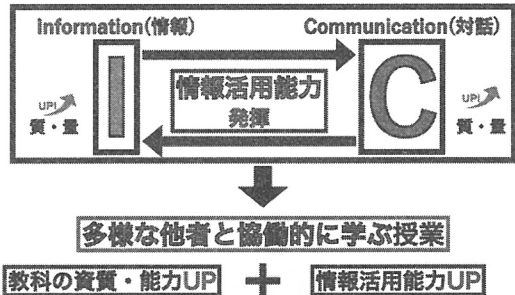 Information(情報)
Communication(対話)
I
情報活用能力
発揮
C
UP!
質・量
UP!
質・量
多様な他者と協働的に学ぶ授業
教科の資質・能力UP
+
情報活用能力UP